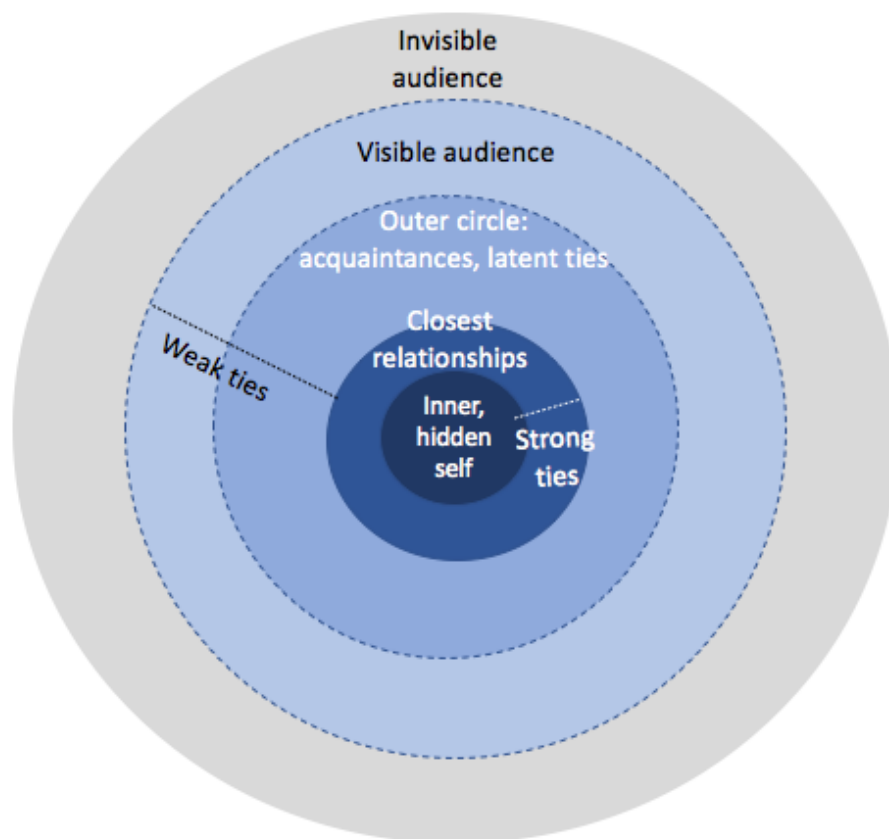 Invisible
audience
Visible audience
Outer circle:
acquaintances, latent ties
Closest
relationships
Weak ties
Inner,
hidden
self
Strong
ties